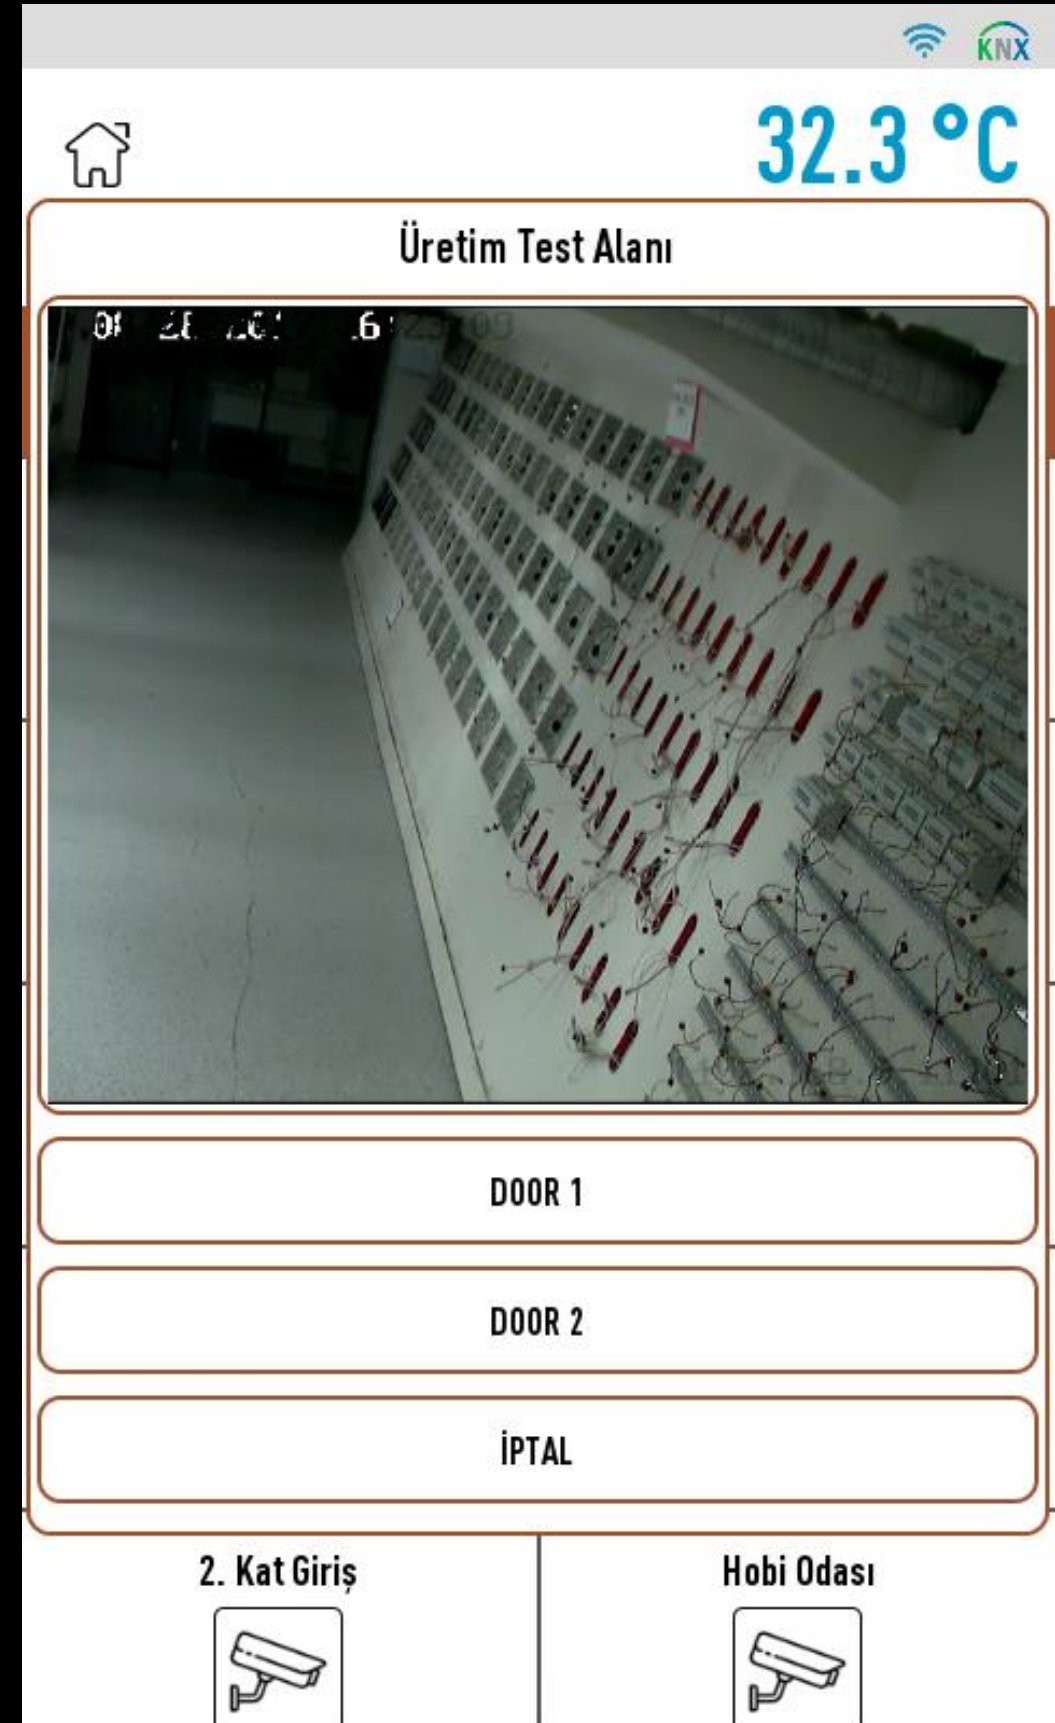 KNX
32.3 °C
Üretim Test Alanı
DOOR 1
DOOR 2
İPTAL
2. Kat Giriş
Hobi Odası